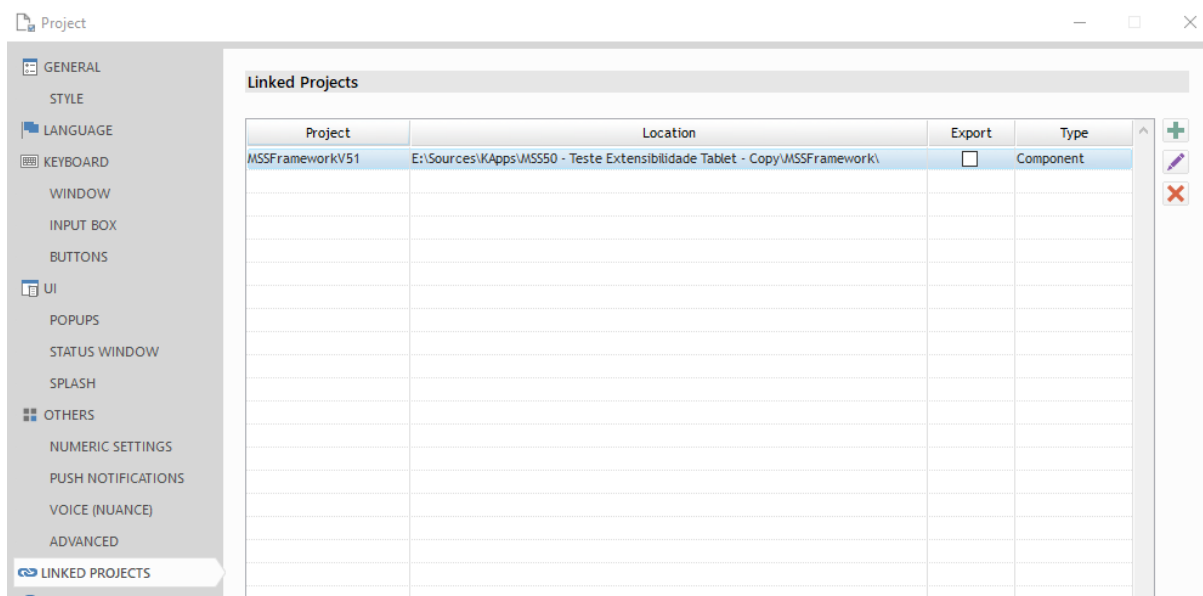 Project
GENERAL
STYLE
LANGUAGE
KEYBOARD
WINDOW
INPUT BOX
BUTTONS
UI
POPUPS
STATUS WINDOW
SPLASH
OTHERS
NUMERIC SETTINGS
PUSH NOTIFICATIONS
VOICE (NUANCE)
ADVANCED
LINKED PROJECTS
Linked Projects
Project Location Export Type
MSSFrameworkV51 E:\Sources\KApps\MSS50 - Teste Extensibilidade Tablet - Copy\MSSFramework\ Component